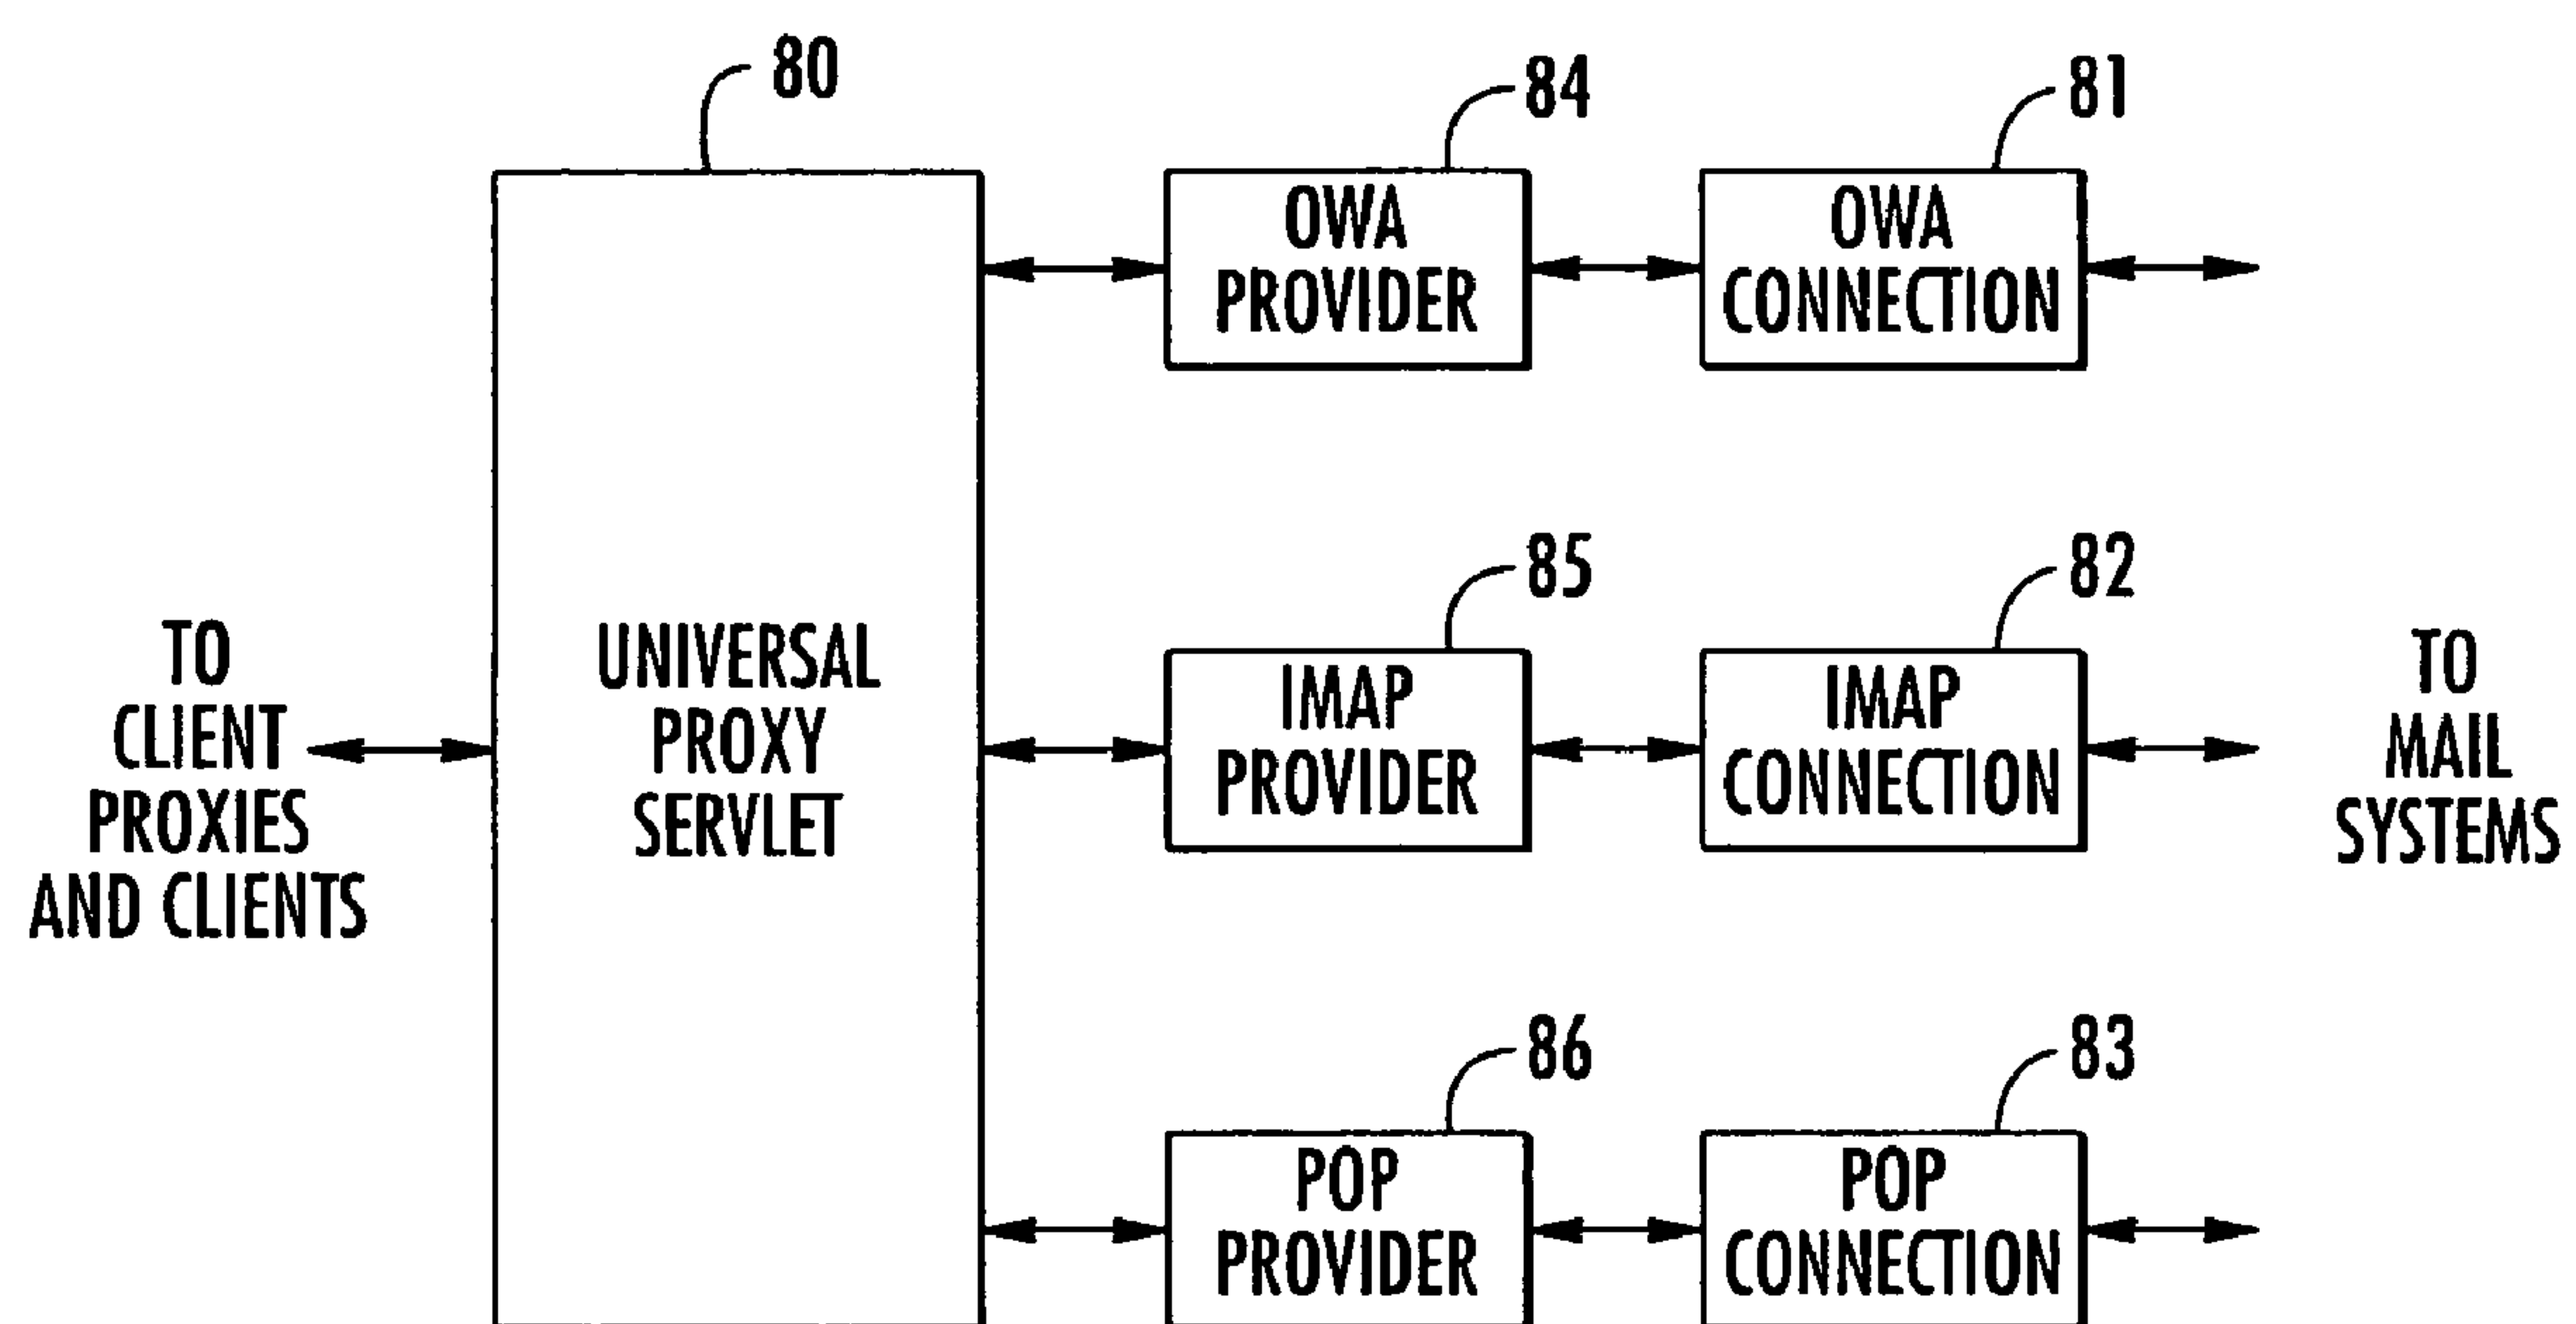 80
84
81
OWA
PROVIDER
OWA
CONNECTION
85
82
TO
CLIENT
PROXIES
AND CLIENTS
UNIVERSAL
PROXY
SERVLET
IMAP
PROVIDER
IMAP
CONNECTION
TO
MAIL
SYSTEMS
86
83
POP
PROVIDER
POP
CONNECTION